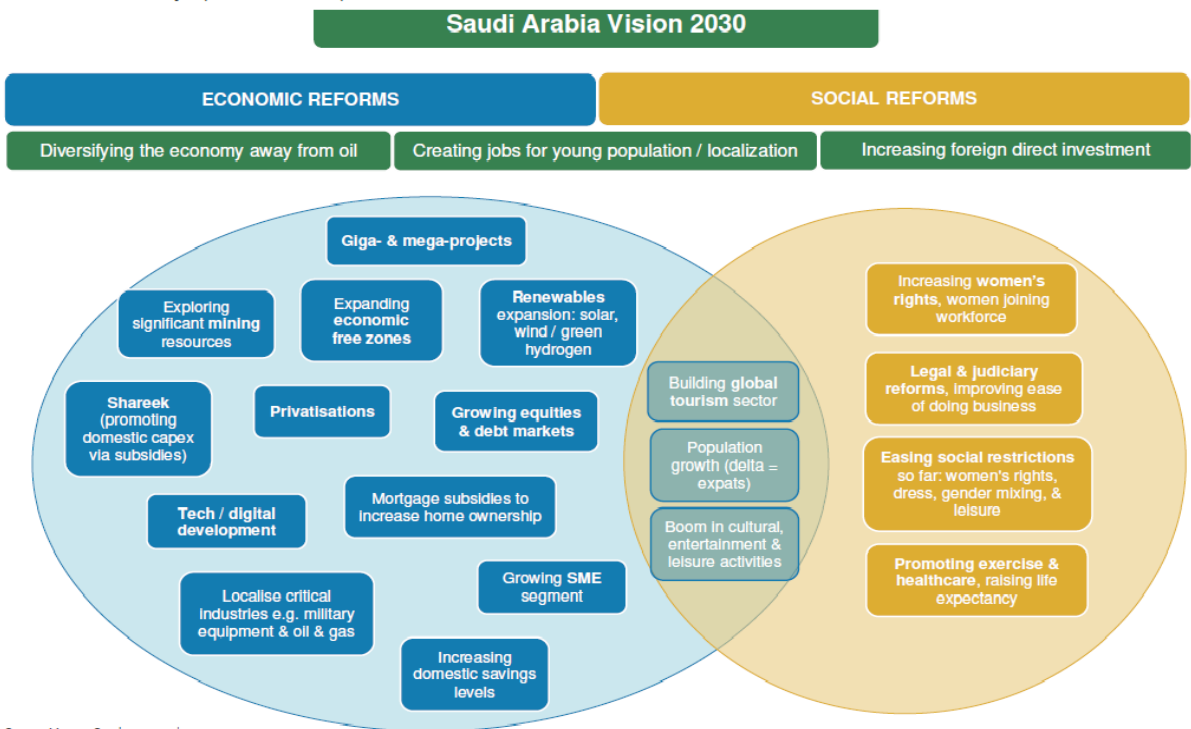 Saudi Arabia Vision 2030
ECONOMIC REFORMS
SOCIAL REFORMS
Diversifying the economy away from oil
Creating jobs for young population / localization
Increasing foreign direct investment
Giga- & mega-projects
Exploring
significant mining
resources
Expanding
economic
free zones
Renewables
expansion: solar,
wind / green
hydrogen
Shareek
(promoting
domestic capex
via subsidies)
Privatisations
Growing equities
& debt markets
Tech / digital
development
Mortgage subsidies to
increase home ownership
Localise critical
industries e.g. military
equipment & oil & gas
Growing SME
segment
Increasing
domestic savings
levels
Building global
tourism sector
Population
growth (delta =
expats)
Boom in cultural,
entertainment &
leisure activities
Increasing women's
rights, women joining
workforce
Legal & judiciary
reforms, improving ease
of doing business
Easing social restrictions
so far: women's rights,
dress, gender mixing, &
leisure
Promoting exercise &
healthcare, raising life
expectancy